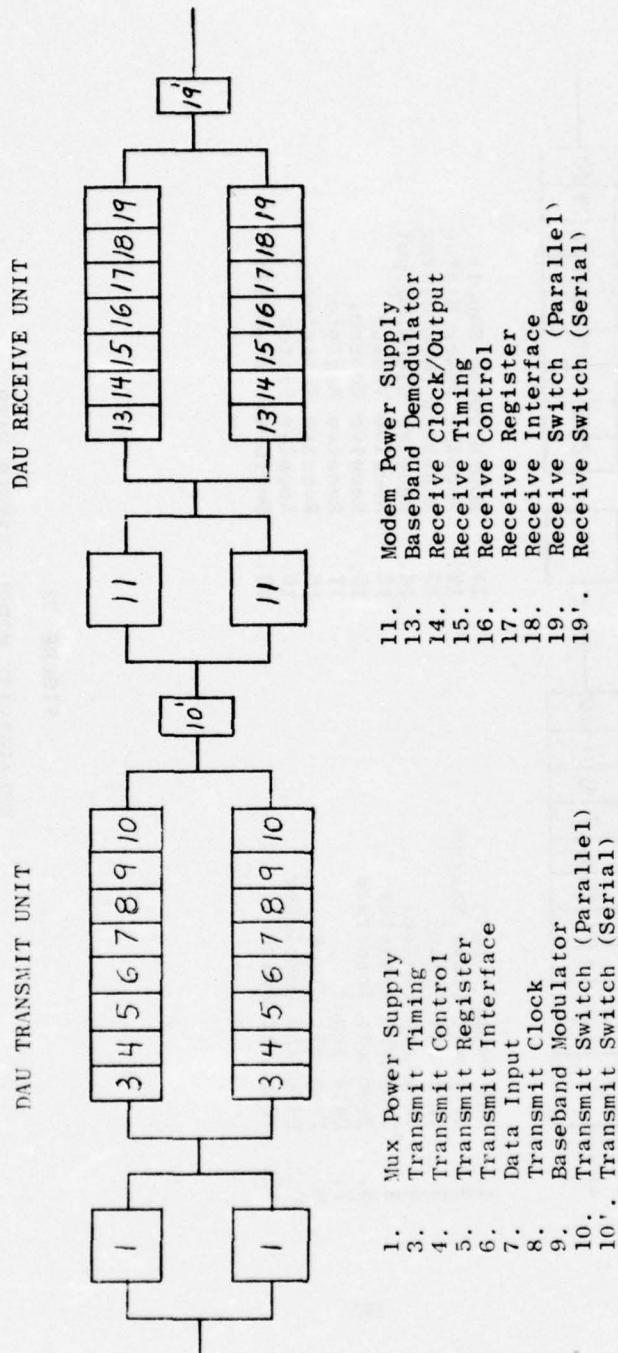 DAU TRANSMIT UNIT
1
1
3 4 5 6 7 8 9 10
3 4 5 6 7 8 9 10
10'
1. Mux Power Supply
3. Transmit Timing
4. Transmit Control
5. Transmit Register
6. Transmit Interface
7. Data Input
8. Transmit Clock
9. Baseband Modulator
10. Transmit Switch (Parallel)
10'. Transmit Switch (Serial)
DAU RECEIVE UNIT
11
11
13 14 15 16 17 18 19
13 14 15 16 17 18 19
19'
11. Modem Power Supply
13. Baseband Demodulator
14. Receive Clock/Output
15. Receive Timing
16. Receive Control
17. Receive Register
18. Receive Interface
19. Receive Switch (Parallel)
19'. Receive Switch (Serial)